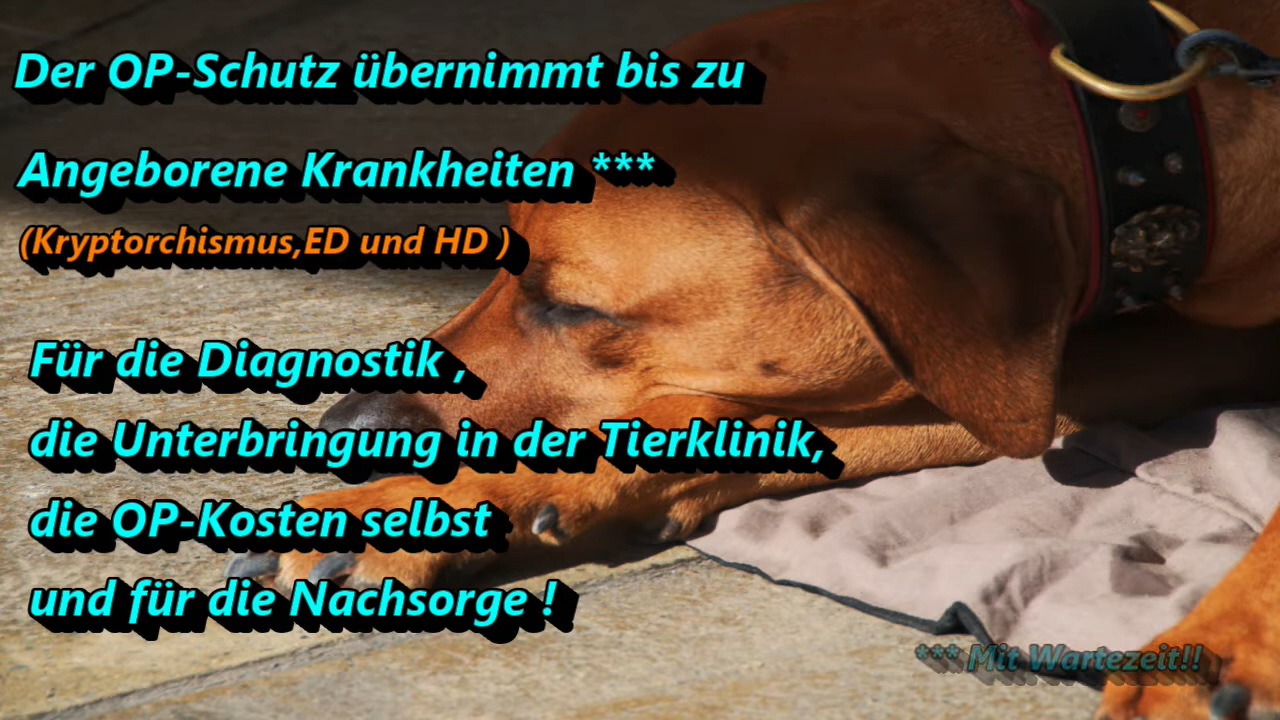 Der OP-Schutz übernimmt bis zu
Angeborene Krankheiten ***
(Kryptorchismus,ED und HD )
Für die Diagnostik ,
die Unterbringung in der Tierklinik,
die OP-Kosten selbst
und für die Nachsorge !
*** Mit Wartezeit!!